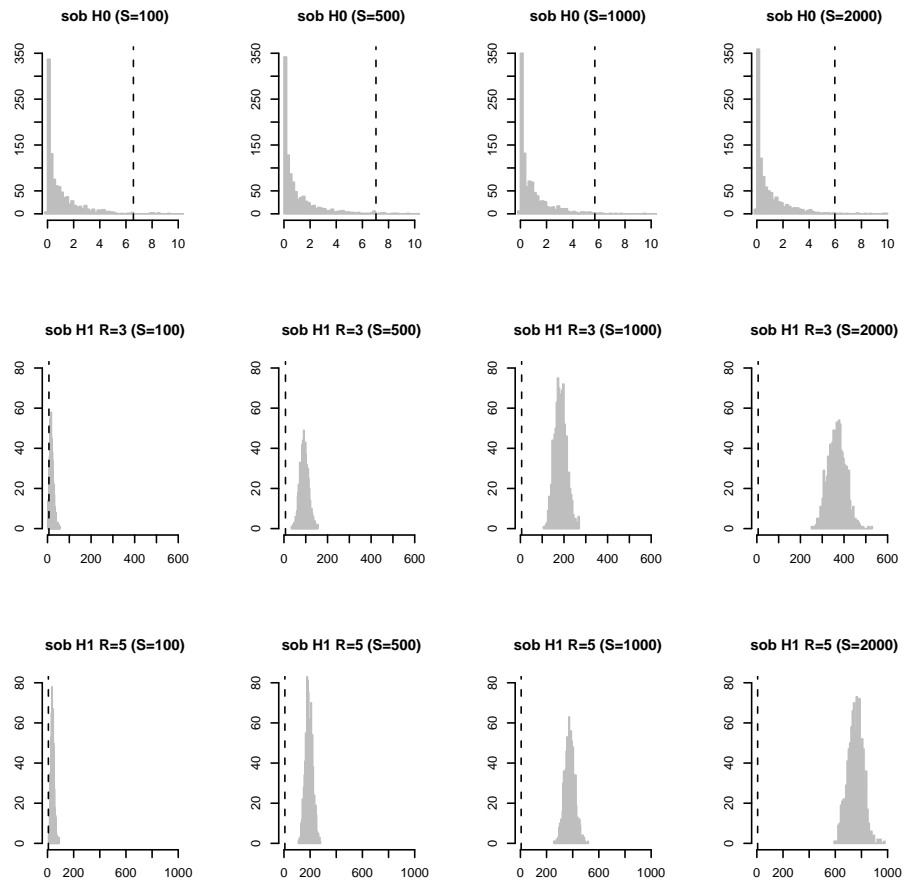 sob H0 (S=100)
sob H0 (S=500)
sob H0 (S=1000)
sob H0 (S=2000)
0 50 150 250 350
0 2 4 6 8 10
0 50 150 250 350
0 2 4 6 8 10
0 50 150 250 350
0 2 4 6 8 10
0 50 150 250 350
0 2 4 6 8 10
sob H1 R=3 (S=100)
sob H1 R=3 (S=500)
sob H1 R=3 (S=1000)
sob H1 R=3 (S=2000)
0 20 40 60 80
0 200 400 600
0 20 40 60 80
0 200 400 600
0 20 40 60 80
0 200 400 600
0 20 40 60 80
0 200 400 600
sob H1 R=5 (S=100)
sob H1 R=5 (S=500)
sob H1 R=5 (S=1000)
sob H1 R=5 (S=2000)
0 20 40 60 80
0 200 600 1000
0 20 40 60 80
0 200 600 1000
0 20 40 60 80
0 200 600 1000
0 20 40 60 80
0 200 600 1000